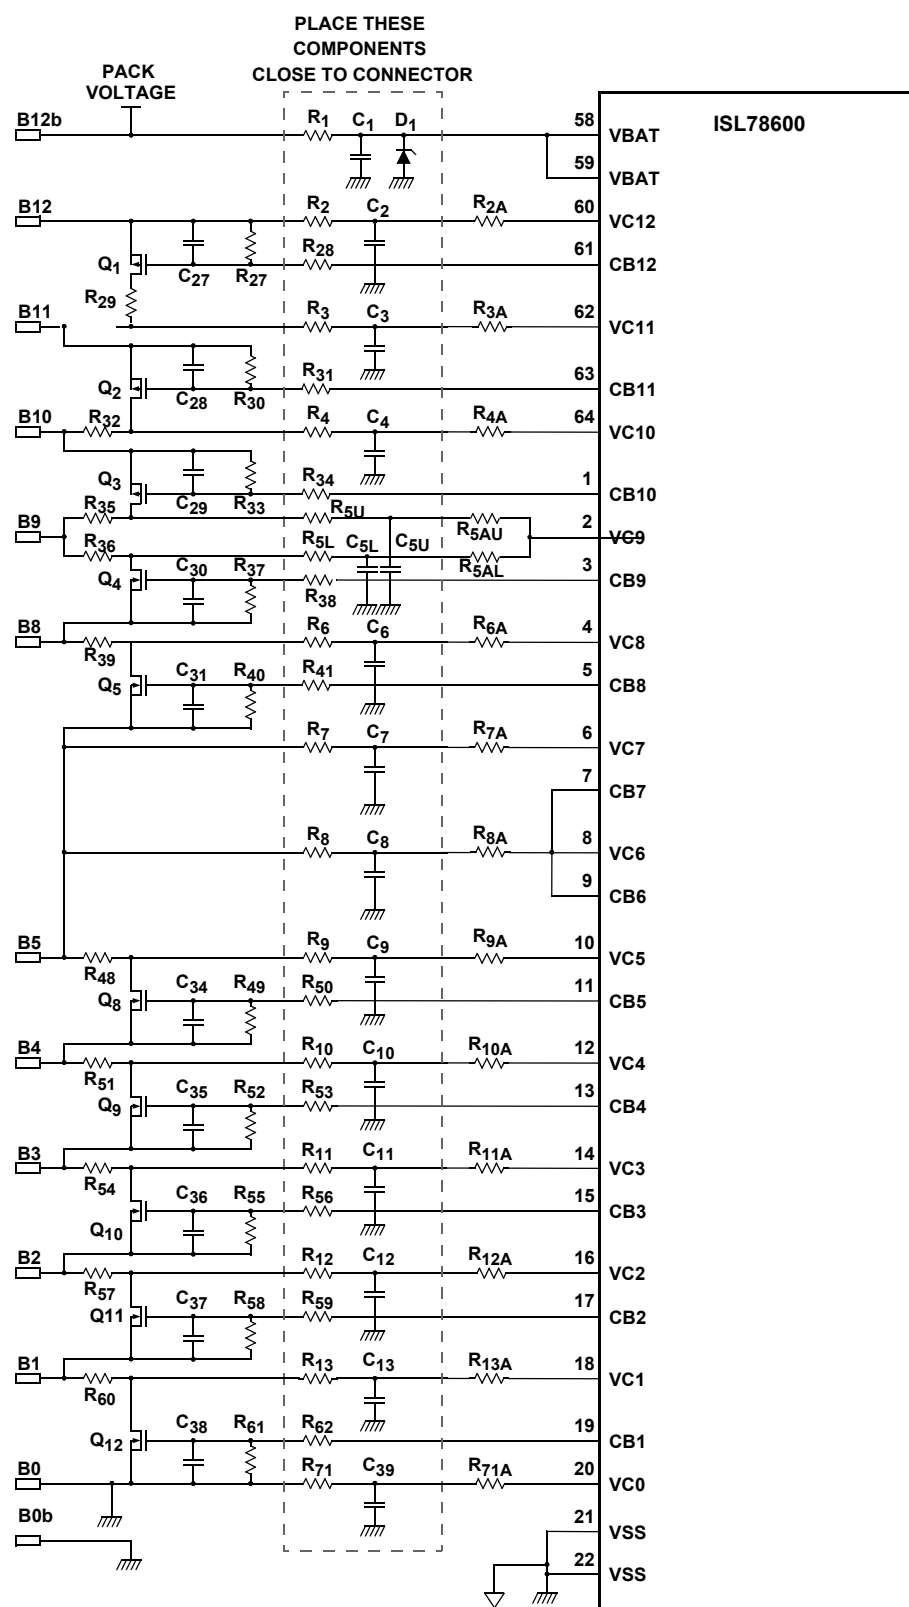 PLACE THESE
COMPONENTS
CLOSE TO CONNECTOR
PACK
VOLTAGE
B12b R1 C1 D1 58 VBAT ISL78600
59 VBAT
B12 R2 C2 R2A 60 VC12
Q1 C27 R27 R28 61 CB12
R29
B11 R3 C3 R3A 62 VC11
Q2 C28 R30 R31 63 CB11
B10 R32 R4 C4 R4A 64 VC10
Q3 C29 R33 R34 1 CB10
R35 R5U R5AU
B9 2 VC9
R36 R5L C5L C5U R5AL
Q4 C30 R37 R38 3 CB9
B8 R39 R6 C6 R6A 4 VC8
Q5 C31 R40 R41 5 CB8
R7 C7 R7A 6 VC7
7 CB7
R8 C8 R8A 8 VC6
9 CB6
B5 R48 R9 C9 R9A 10 VC5
Q8 C34 R49 R50 11 CB5
B4 R51 R10 C10 R10A 12 VC4
Q9 C35 R52 R53 13 CB4
B3 R54 R11 C11 R11A 14 VC3
Q10 C36 R55 R56 15 CB3
B2 R57 R12 C12 R12A 16 VC2
Q11 C37 R58 R59 17 CB2
B1 R60 R13 C13 R13A 18 VC1
Q12 C38 R61 R62 19 CB1
B0 R71 C39 R71A 20 VC0
B0b 21 VSS
22 VSS